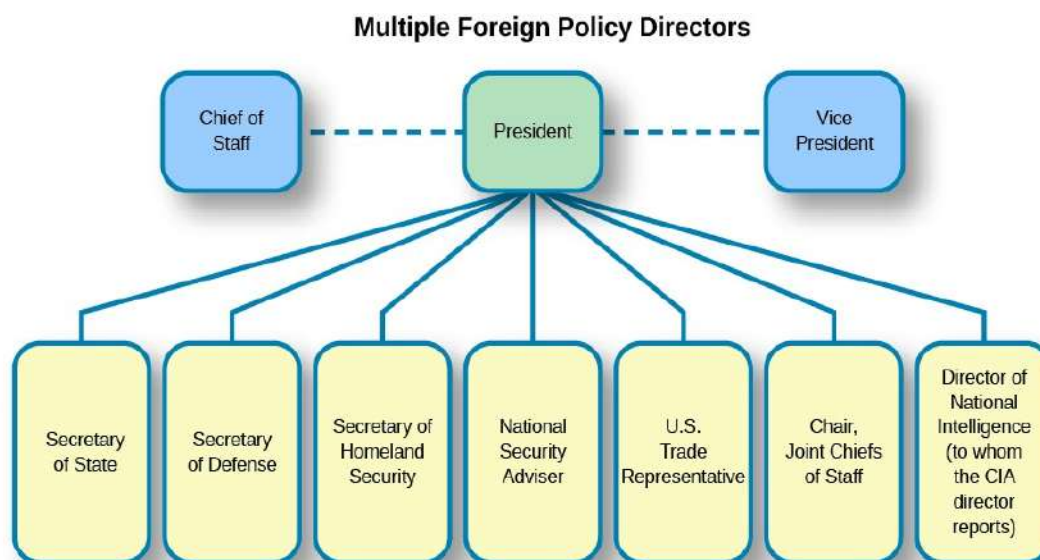 Multiple Foreign Policy Directors
Chief of
Staff
President
Vice
President
Secretary
of State
Secretary
of Defense
Secretary of
Homeland
Security
National
Security
Adviser
U.S.
Trade
Representative
Chair,
Joint Chiefs
of Staff
Director of
National
Intelligence
(to whom
the CIA
director
reports)